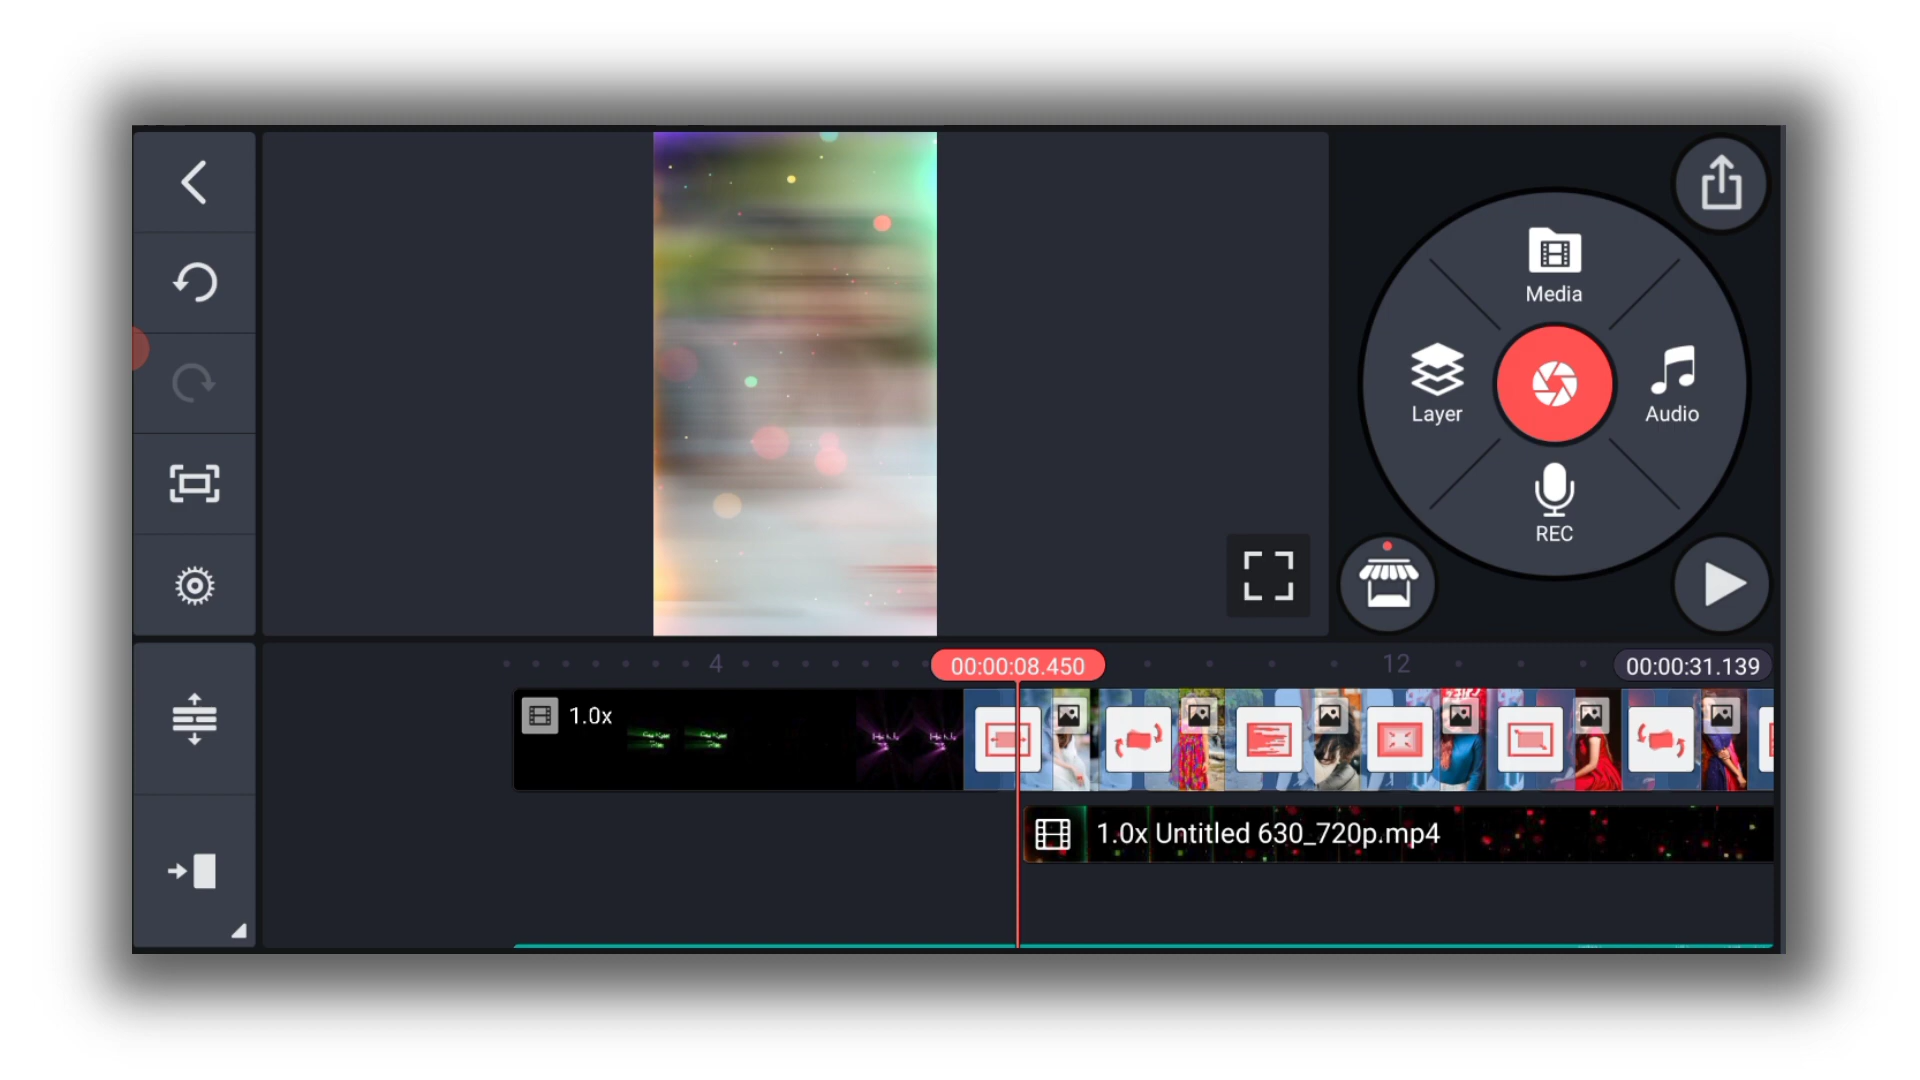 Media
Layer
Audio
REC
4
00:00:08.450
12
00:00:31.139
1.0x
1.0x Untitled 630_720p.mp4